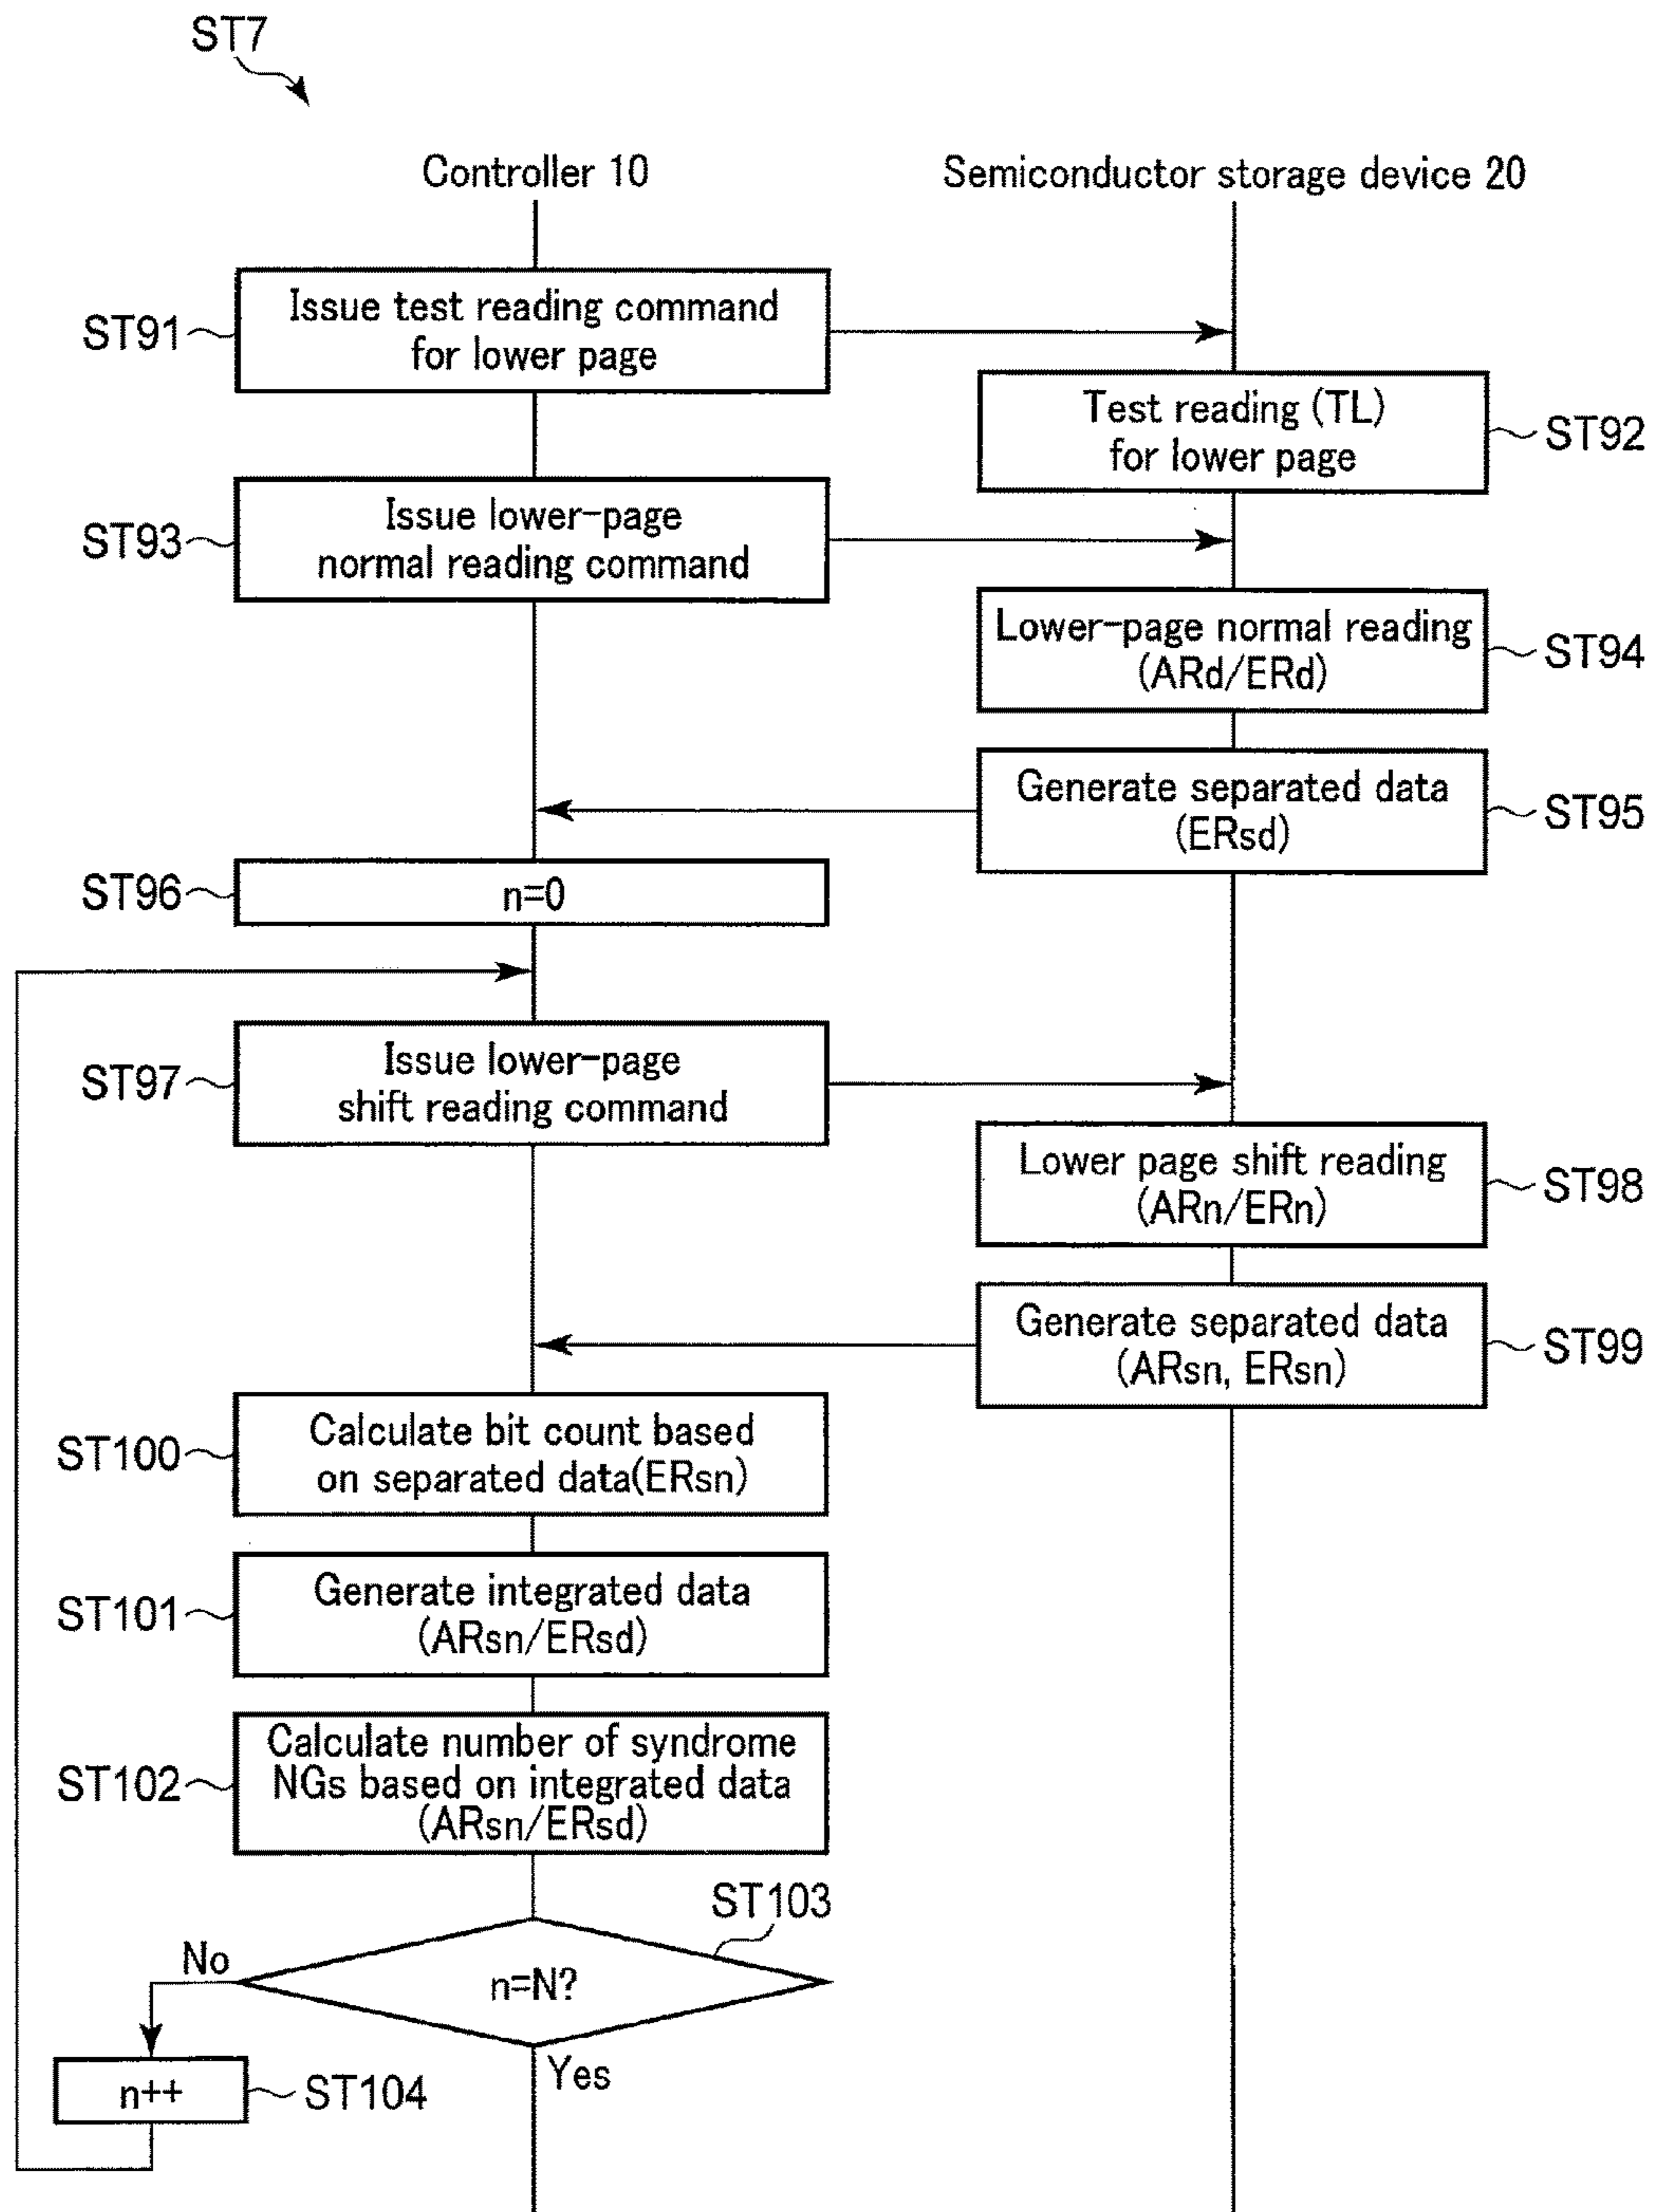 ST7
Controller 10
Semiconductor storage device 20
ST91
Issue test reading command
for lower page
Test reading (TL)
for lower page
ST92
ST93
Issue lower-page
normal reading command
Lower-page normal reading
(ARd/ERd)
ST94
Generate separated data
(ERsd)
ST95
ST96
n=0
ST97
Issue lower-page
shift reading command
Lower page shift reading
(ARn/ERn)
ST98
Generate separated data
(ARsn, ERsn)
ST99
ST100
Calculate bit count based
on separated data(ERsn)
ST101
Generate integrated data
(ARsn/ERsd)
ST102
Calculate number of syndrome
NGs based on integrated data
(ARsn/ERsd)
ST103
No
n=N?
Yes
n++
ST104